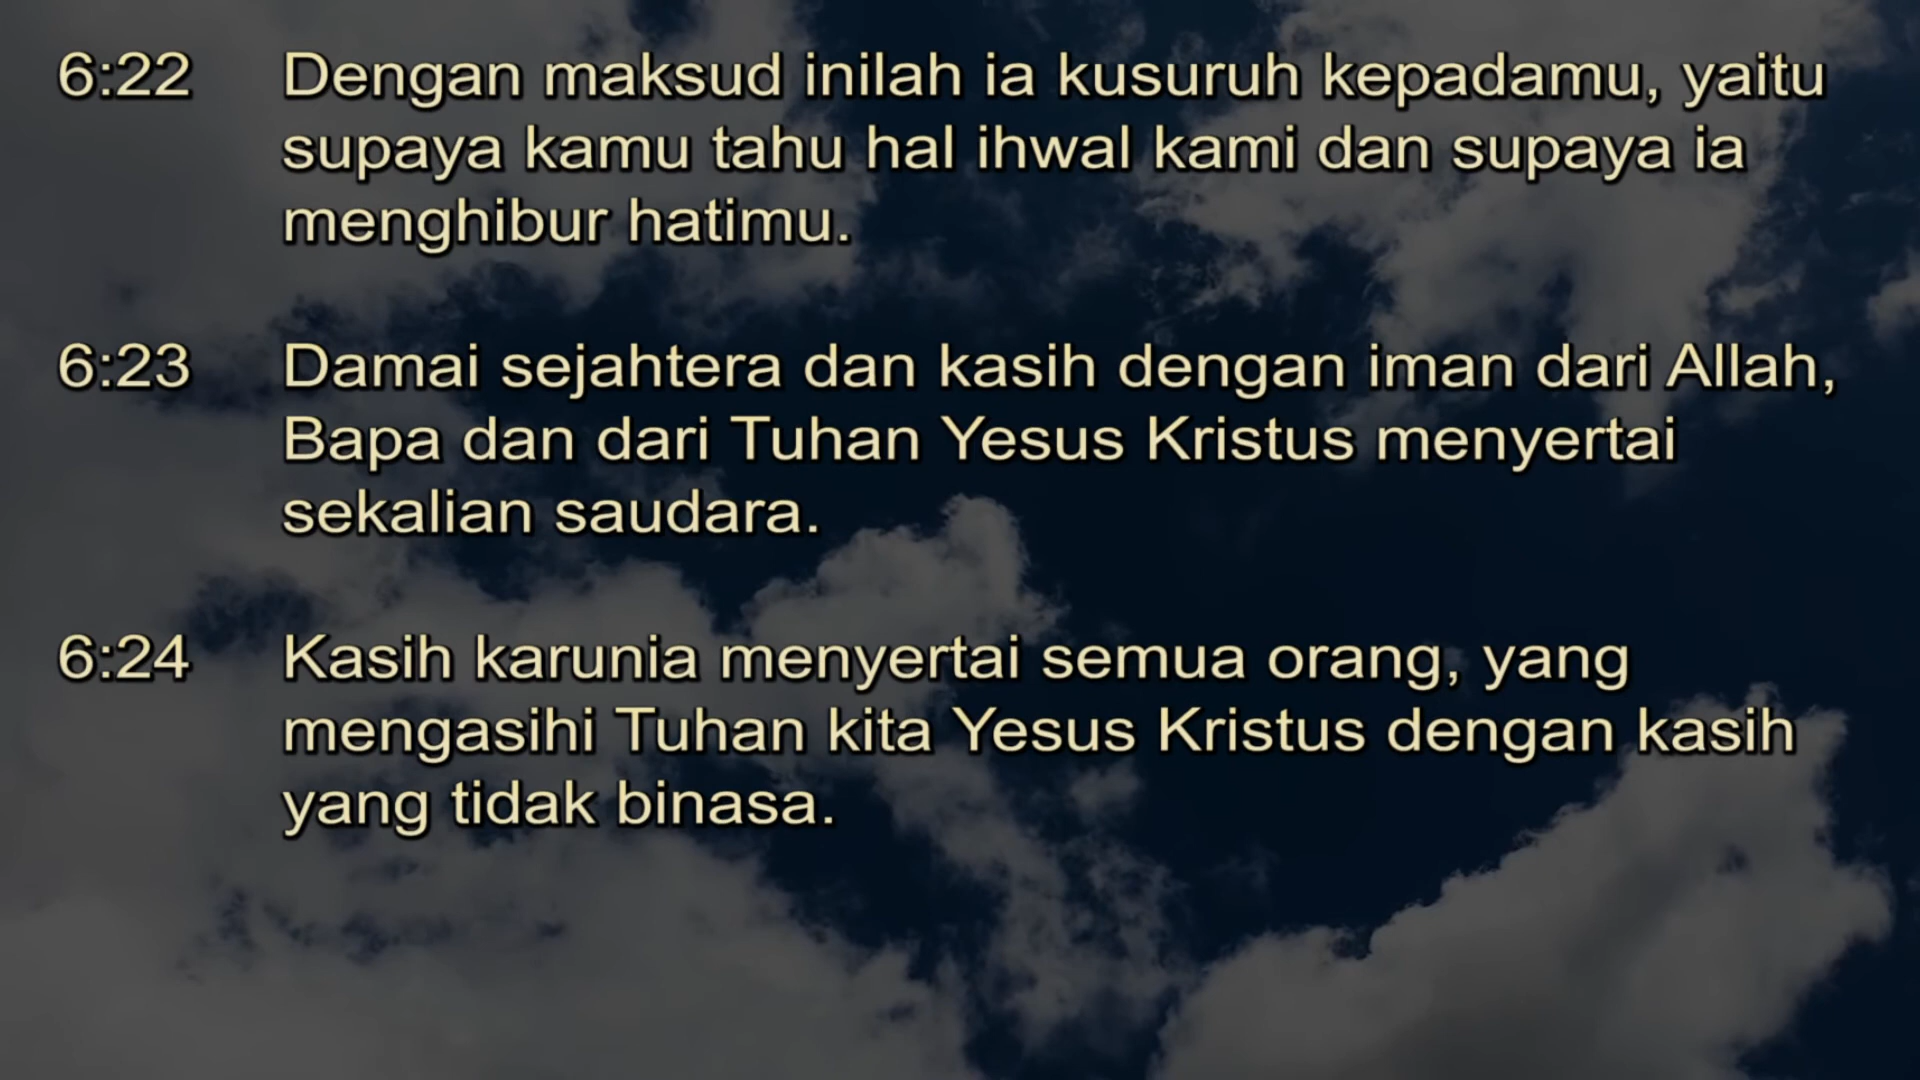 6:22 Dengan maksud inilah ia kusuruh kepadamu, yaitu
supaya kamu tahu hal ihwal kami dan supaya ia
menghibur hatimu.
6:23 Damai sejahtera dan kasih dengan iman dari Allah,
Bapa dan dari Tuhan Yesus Kristus menyertai
sekalian saudara.
6:24 Kasih karunia menyertai semua orang, yang
mengasihi Tuhan kita Yesus Kristus dengan kasih
yang tidak binasa.